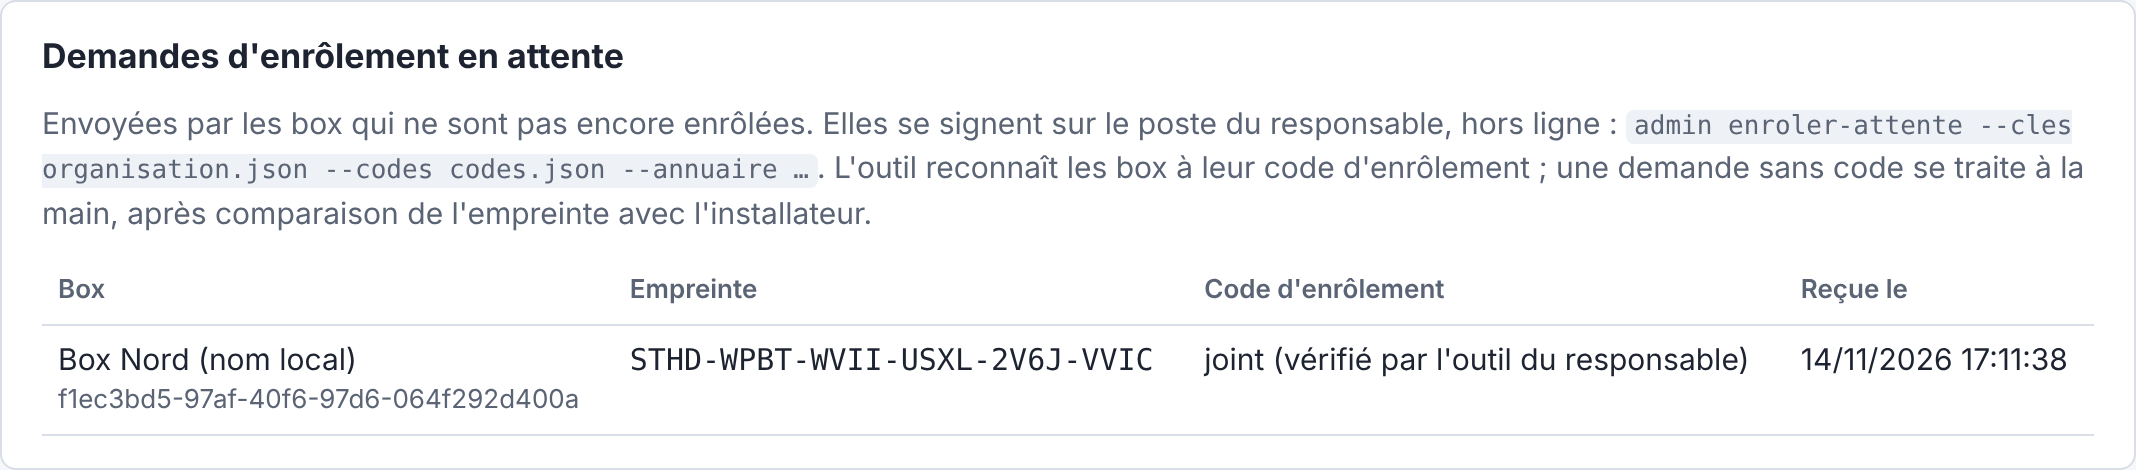 Demandes d'enrôlement en attente
Envoyées par les box qui ne sont pas encore enrôlées. Elles se signent sur le poste du responsable, hors ligne : admin enroler-attente --cles
organisation.json --codes codes.json --annuaire …. L'outil reconnaît les box à leur code d'enrôlement ; une demande sans code se traite à la
main, après comparaison de l'empreinte avec l'installateur.
Box Empreinte Code d'enrôlement Reçue le
Box Nord (nom local) STHD-WPBT-WVII-USXL-2V6J-VVIC joint (vérifié par l'outil du responsable) 14/11/2026 17:11:38
f1ec3bd5-97af-40f6-97d6-064f292d400a